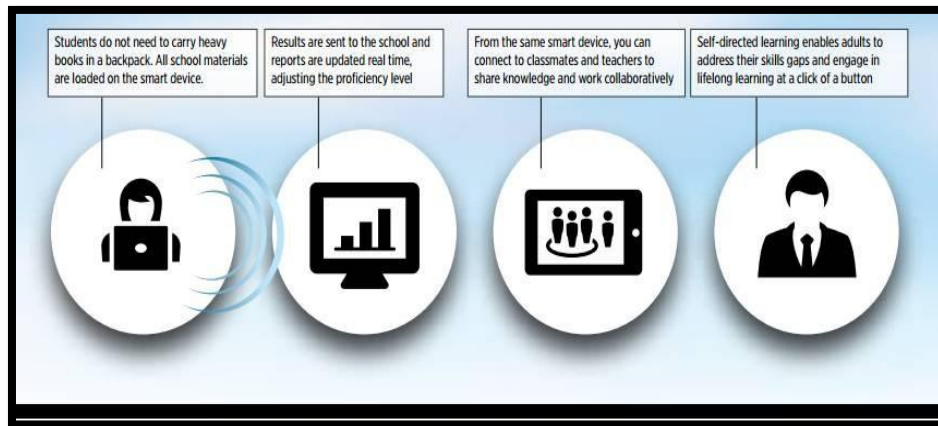 Students do not need to carry heavy
books in a backpack. All school materials
are loaded on the smart device.
Results are sent to the school and
reports are updated real time,
adjusting the proficiency level
From the same smart device, you can
connect to classmates and teachers to
share knowledge and work collaboratively
Self-directed learning enables adults to
address their skills gaps and engage in
lifelong learning at a click of a button